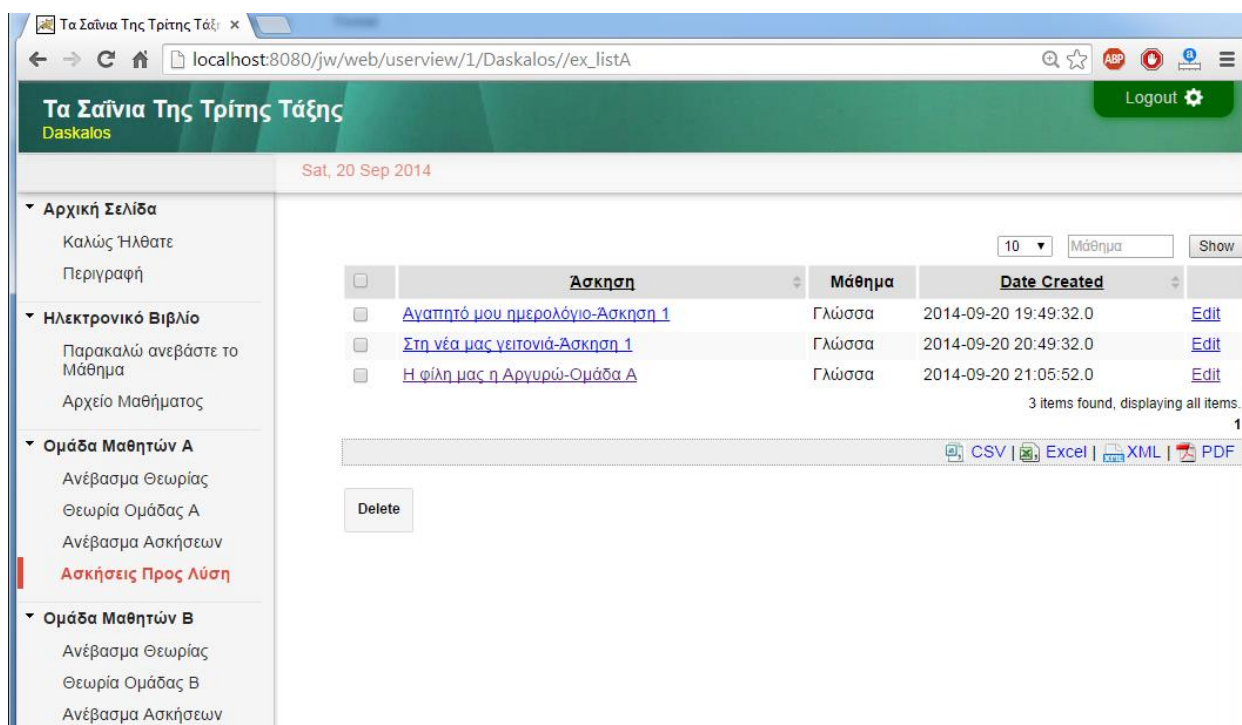 Τα Σαΐνια Της Τρίτης Τάξη
localhost:8080/jw/web/userview/1/Daskalos//ex_listA
ABP
Τα Σαΐνια Της Τρίτης Τάξης
Logout
Daskalos
Sat, 20 Sep 2014
Αρχική Σελίδα
Καλώς Ήλθατε
Περιγραφή
Ηλεκτρονικό Βιβλίο
Παρακαλώ ανεβάστε το
Μάθημα
Αρχείο Μαθήματος
Ομάδα Μαθητών Α
Ανέβασμα Θεωρίας
Θεωρία Ομάδας Α
Ανέβασμα Ασκήσεων
Ασκήσεις Προς Λύση
Ομάδα Μαθητών Β
Ανέβασμα Θεωρίας
Θεωρία Ομάδας Β
Ανέβασμα Ασκήσεων
10 Μάθημα Show
Άσκηση Μάθημα Date Created
Αγαπητό μου ημερολόγιο-Άσκηση 1 Γλώσσα 2014-09-20 19:49:32.0 Edit
Στη νέα μας γειτονιά-Άσκηση 1 Γλώσσα 2014-09-20 20:49:32.0 Edit
Η φίλη μας η Αργυρώ-Ομάδα Α Γλώσσα 2014-09-20 21:05:52.0 Edit
3 items found, displaying all items.
1
CSV | Excel | XML | PDF
Delete